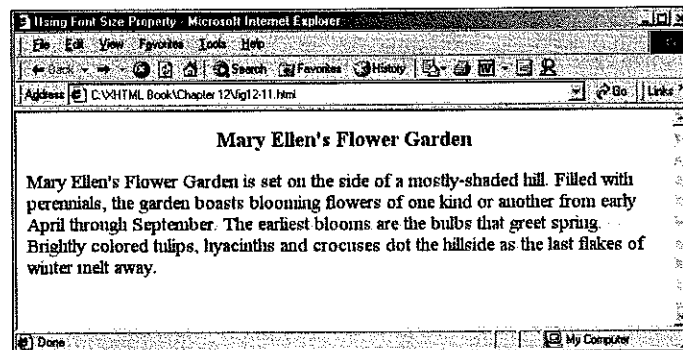 Using Font Size Property - Microsoft Internet Explorer
File Edit View Favorites Tools Help
Back Search Favorites History
Address C:\XHTML Book\Chapter 12\fig12-11.html Go Links
Mary Ellen's Flower Garden
Mary Ellen's Flower Garden is set on the side of a mostly-shaded hill. Filled with
perennials, the garden boasts blooming flowers of one kind or another from early
April through September. The earliest blooms are the bulbs that greet spring.
Brightly colored tulips, hyacinths and crocuses dot the hillside as the last flakes of
winter melt away.
Done My Computer